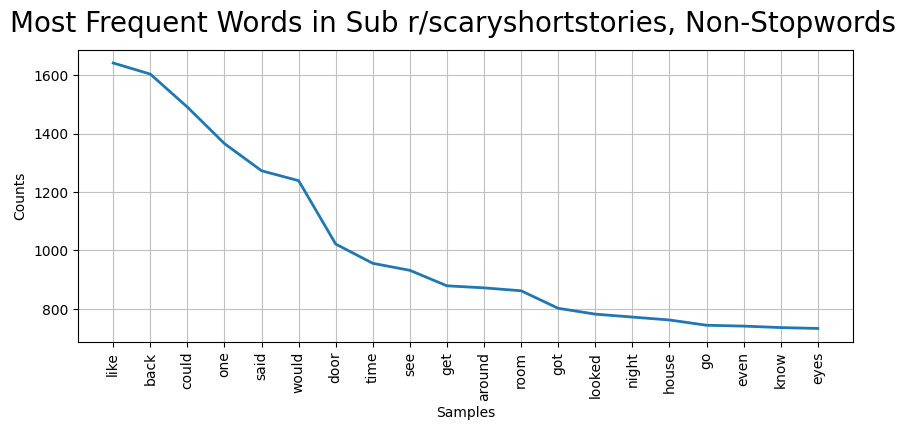 Most Frequent Words in Sub r/scaryshortstories, Non-Stopwords
1600
1400
1200
1000
800
Counts
like
back
could
one
said
would
door
time
see
get
around
room
got
looked
night
house
go
even
know
eyes
Samples